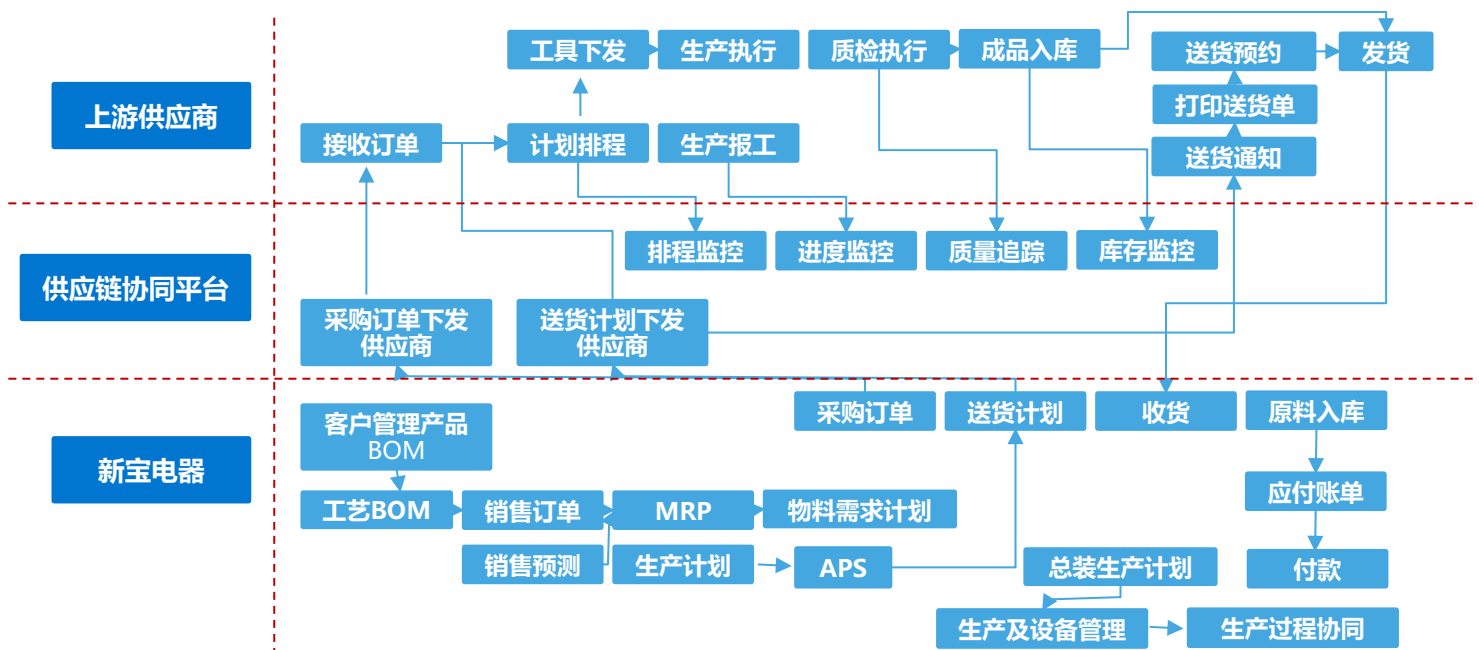 工具下发
生产执行
质检执行
成品入库
送货预约
发货
上游供应商
打印送货单
接收订单
计划排程
生产报工
送货通知
供应链协同平台
排程监控
进度监控
质量追踪
库存监控
采购订单下发
供应商
送货计划下发
供应商
新宝电器
客户管理产品
BOM
采购订单
送货计划
收货
原料入库
工艺BOM
销售订单
MRP
物料需求计划
应付账单
销售预测
生产计划
APS
总装生产计划
付款
生产及设备管理
生产过程协同